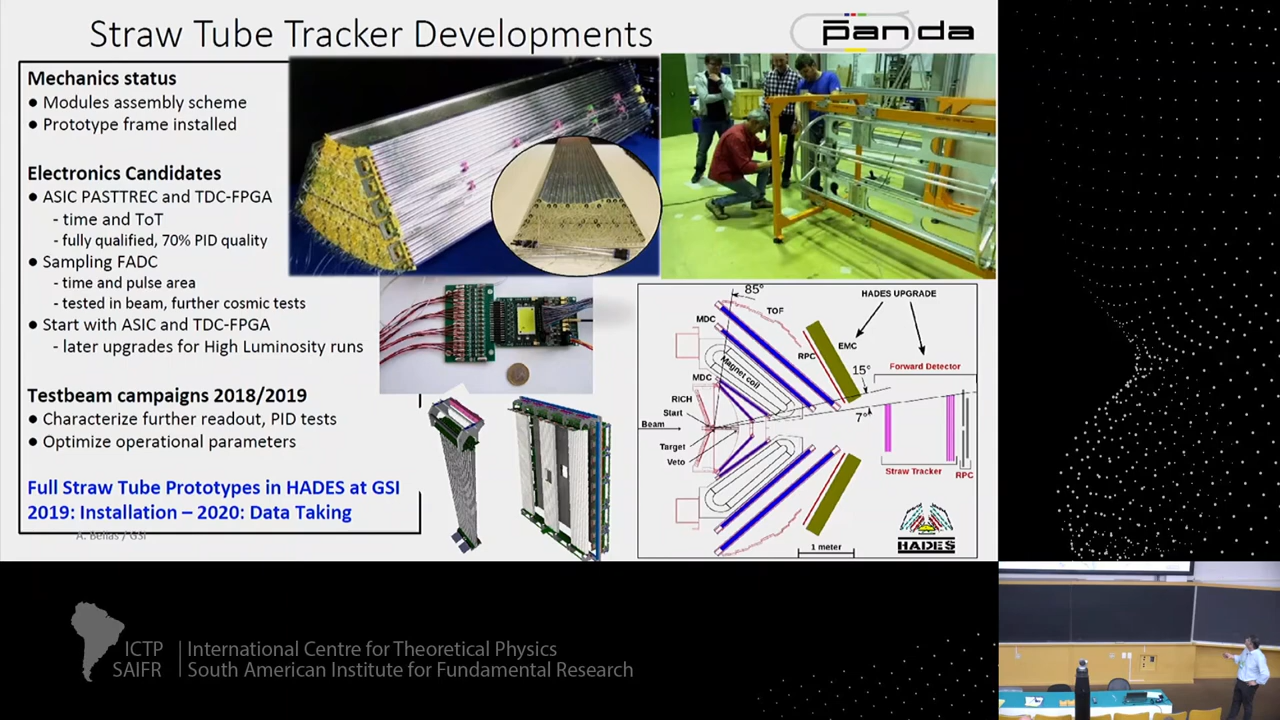 Straw Tube Tracker Developments
panda
Mechanics status
● Modules assembly scheme
● Prototype frame installed
Electronics Candidates
● ASIC PASTTREC and TDC-FPGA
- time and ToT
- fully qualified, 70% PID quality
● Sampling FADC
- time and pulse area
- tested in beam, further cosmic tests
● Start with ASIC and TDC-FPGA
- later upgrades for High Luminosity runs
Testbeam campaigns 2018/2019
● Characterize further readout, PID tests
● Optimize operational parameters
Full Straw Tube Prototypes in HADES at GSI
2019: Installation – 2020: Data Taking
A. Belias / GSI
85°
HADES UPGRADE
TOF
MDC
RPC
EMC
Magnet coil
15°
Forward Detector
MDC
RICH
Start
7°
Beam
Target
Veto
Straw Tracker
RPC
1 meter
HADES
ICTP
SAIFR
International Centre for Theoretical Physics
South American Institute for Fundamental Research